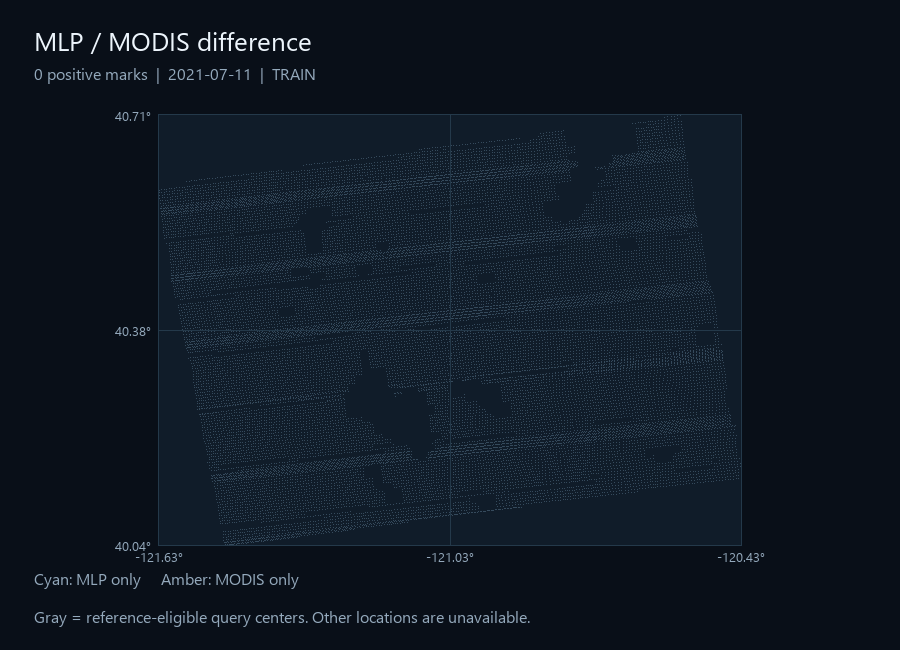 MLP / MODIS difference
0 positive marks | 2021-07-11 | TRAIN
40.71°
40.38°
40.04°
-121.63°
-121.03°
-120.43°
Cyan: MLP only Amber: MODIS only
Gray = reference-eligible query centers. Other locations are unavailable.